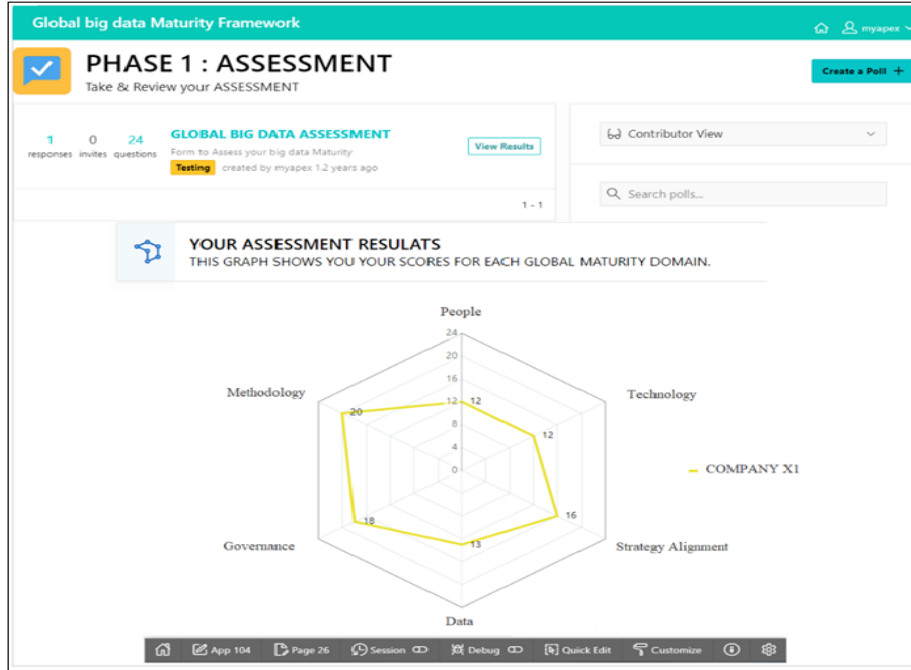 Global big data Maturity Framework
myapex
PHASE 1 : ASSESSMENT
Take & Review your ASSESSMENT
Create a Poll +
1 0 24
responses invites questions
GLOBAL BIG DATA ASSESSMENT
Form to Assess your big data Maturity
Testing created by myapex 1.2 years ago
View Results
1 - 1
Contributor View
Search polls...
YOUR ASSESSMENT RESULATS
THIS GRAPH SHOWS YOU YOUR SCORES FOR EACH GLOBAL MATURITY DOMAIN.
People
24
20
16
12 12
8
4
0
Methodology
20
Technology
12
COMPANY X1
16
Strategy Alignment
18
Governance
13
Data
App 104 Page 26 Session Debug Quick Edit Customize